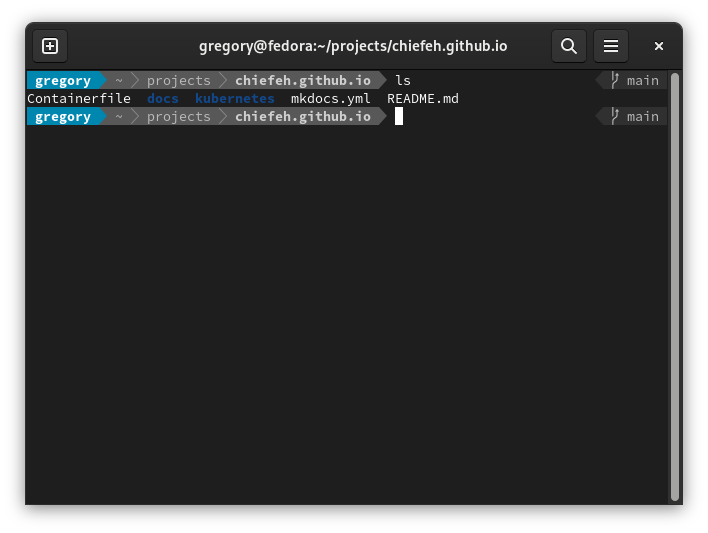 gregory@fedora:~/projects/chiefeh.github.io
gregory ~ projects chiefeh.github.io ls main
Containerfile docs kubernetes mkdocs.yml README.md
gregory ~ projects chiefeh.github.io main